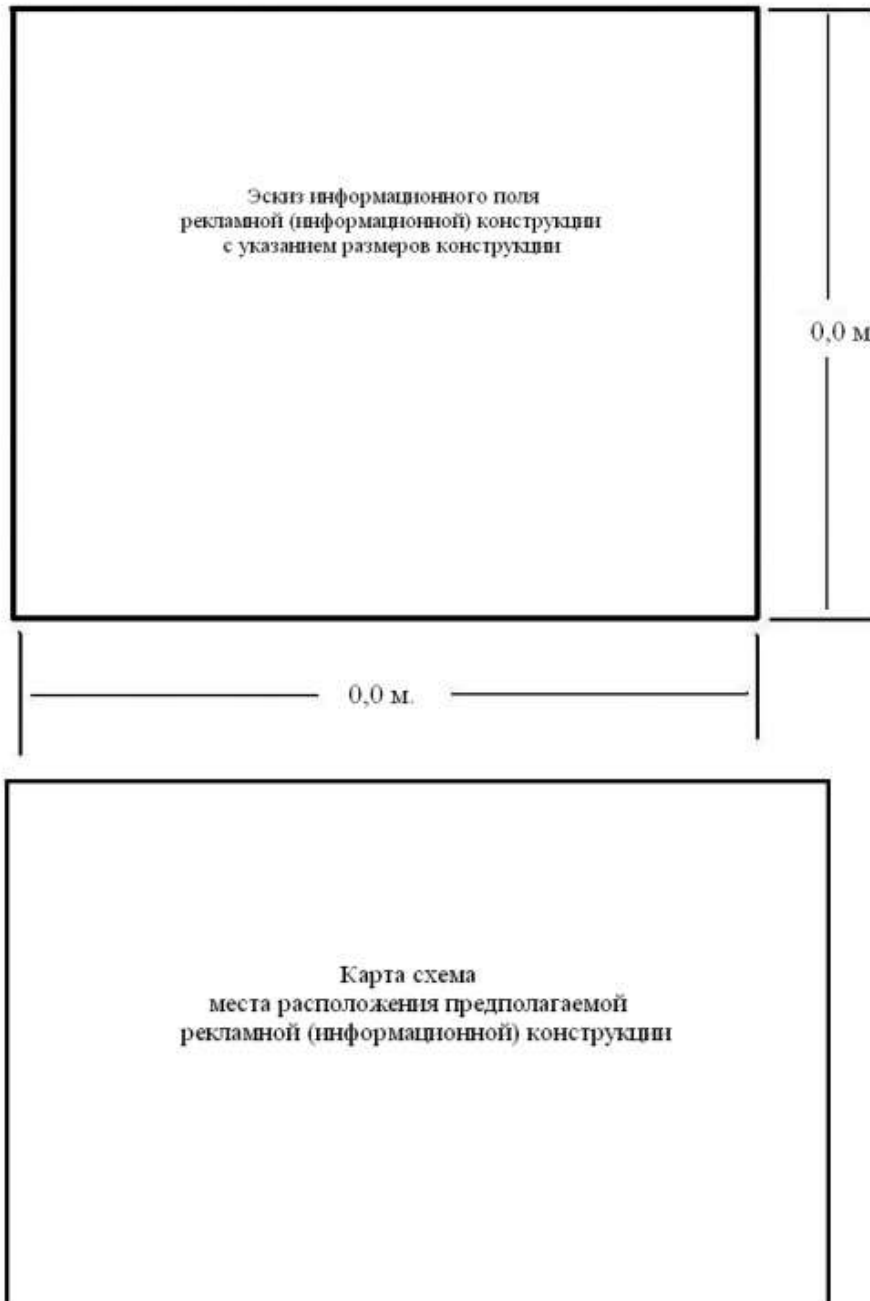 Эскиз информационного поля
рекламной (информационной) конструкции
с указанием размеров конструкции
0,0 м
0,0 м.
Карта схема
места расположения предполагаемой
рекламной (информационной) конструкции